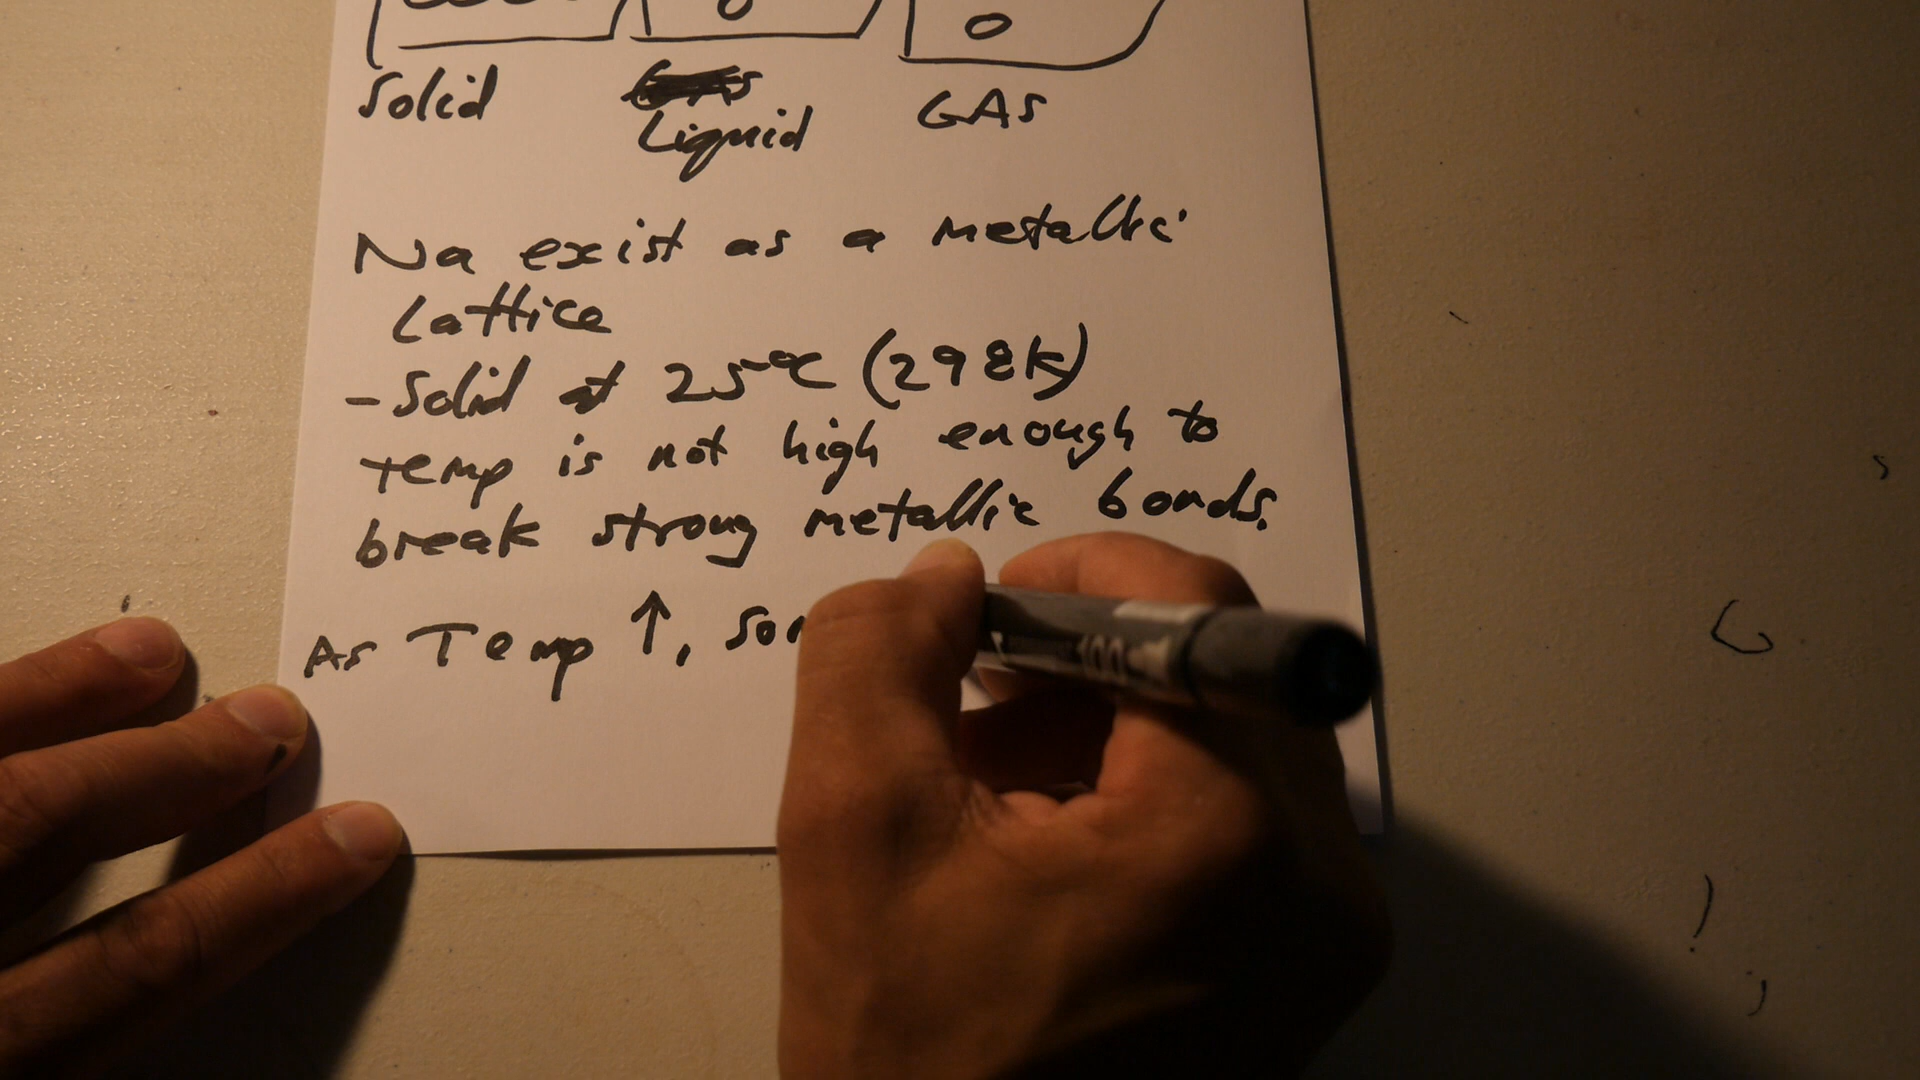 Solid Liquid GAs
Na exist as a metallic
Lattice
- Solid at 25°C (298K)
temp is not high enough to
break strong metallic bonds.
As Temp ↑, som